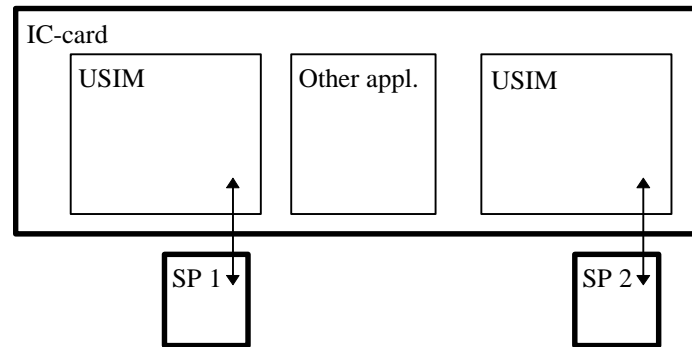 IC-card
USIM
Other appl.
USIM
SP 1
SP 2